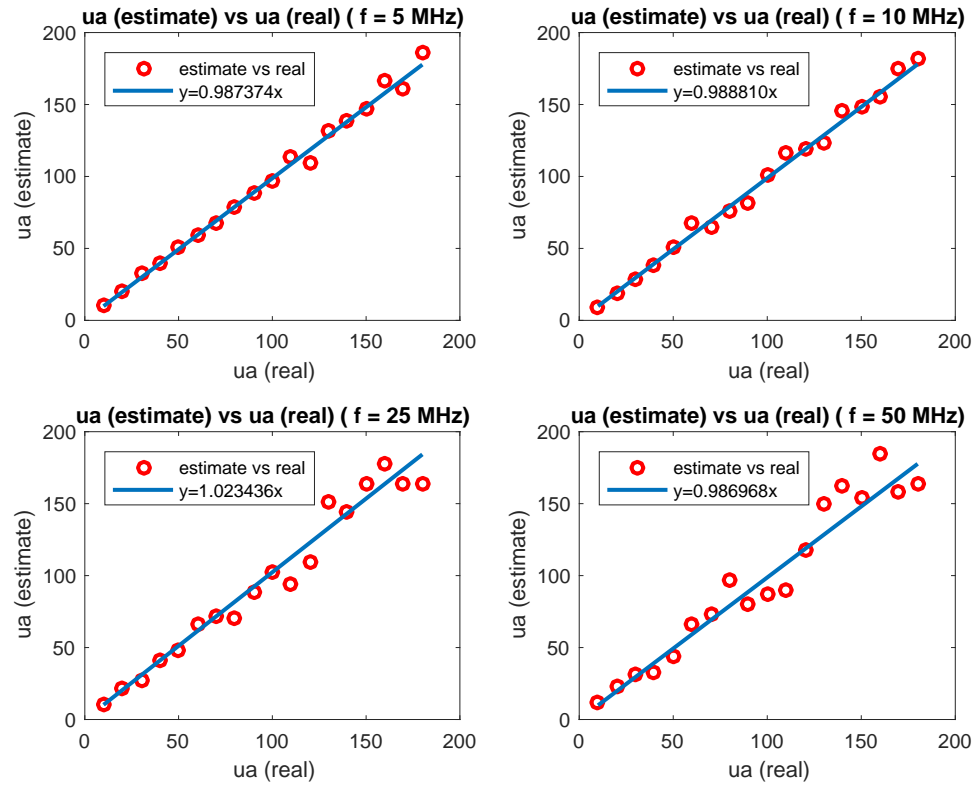 ua (estimate) vs ua (real) ( f = 5 MHz)
200
150
100
50
0
ua (estimate)
estimate vs real
y=0.987374x
0 50 100 150 200
ua (real)
ua (estimate) vs ua (real) ( f = 10 MHz)
200
150
100
50
0
ua (estimate)
estimate vs real
y=0.988810x
0 50 100 150 200
ua (real)
ua (estimate) vs ua (real) ( f = 25 MHz)
200
150
100
50
0
ua (estimate)
estimate vs real
y=1.023436x
0 50 100 150 200
ua (real)
ua (estimate) vs ua (real) ( f = 50 MHz)
200
150
100
50
0
ua (estimate)
estimate vs real
y=0.986968x
0 50 100 150 200
ua (real)